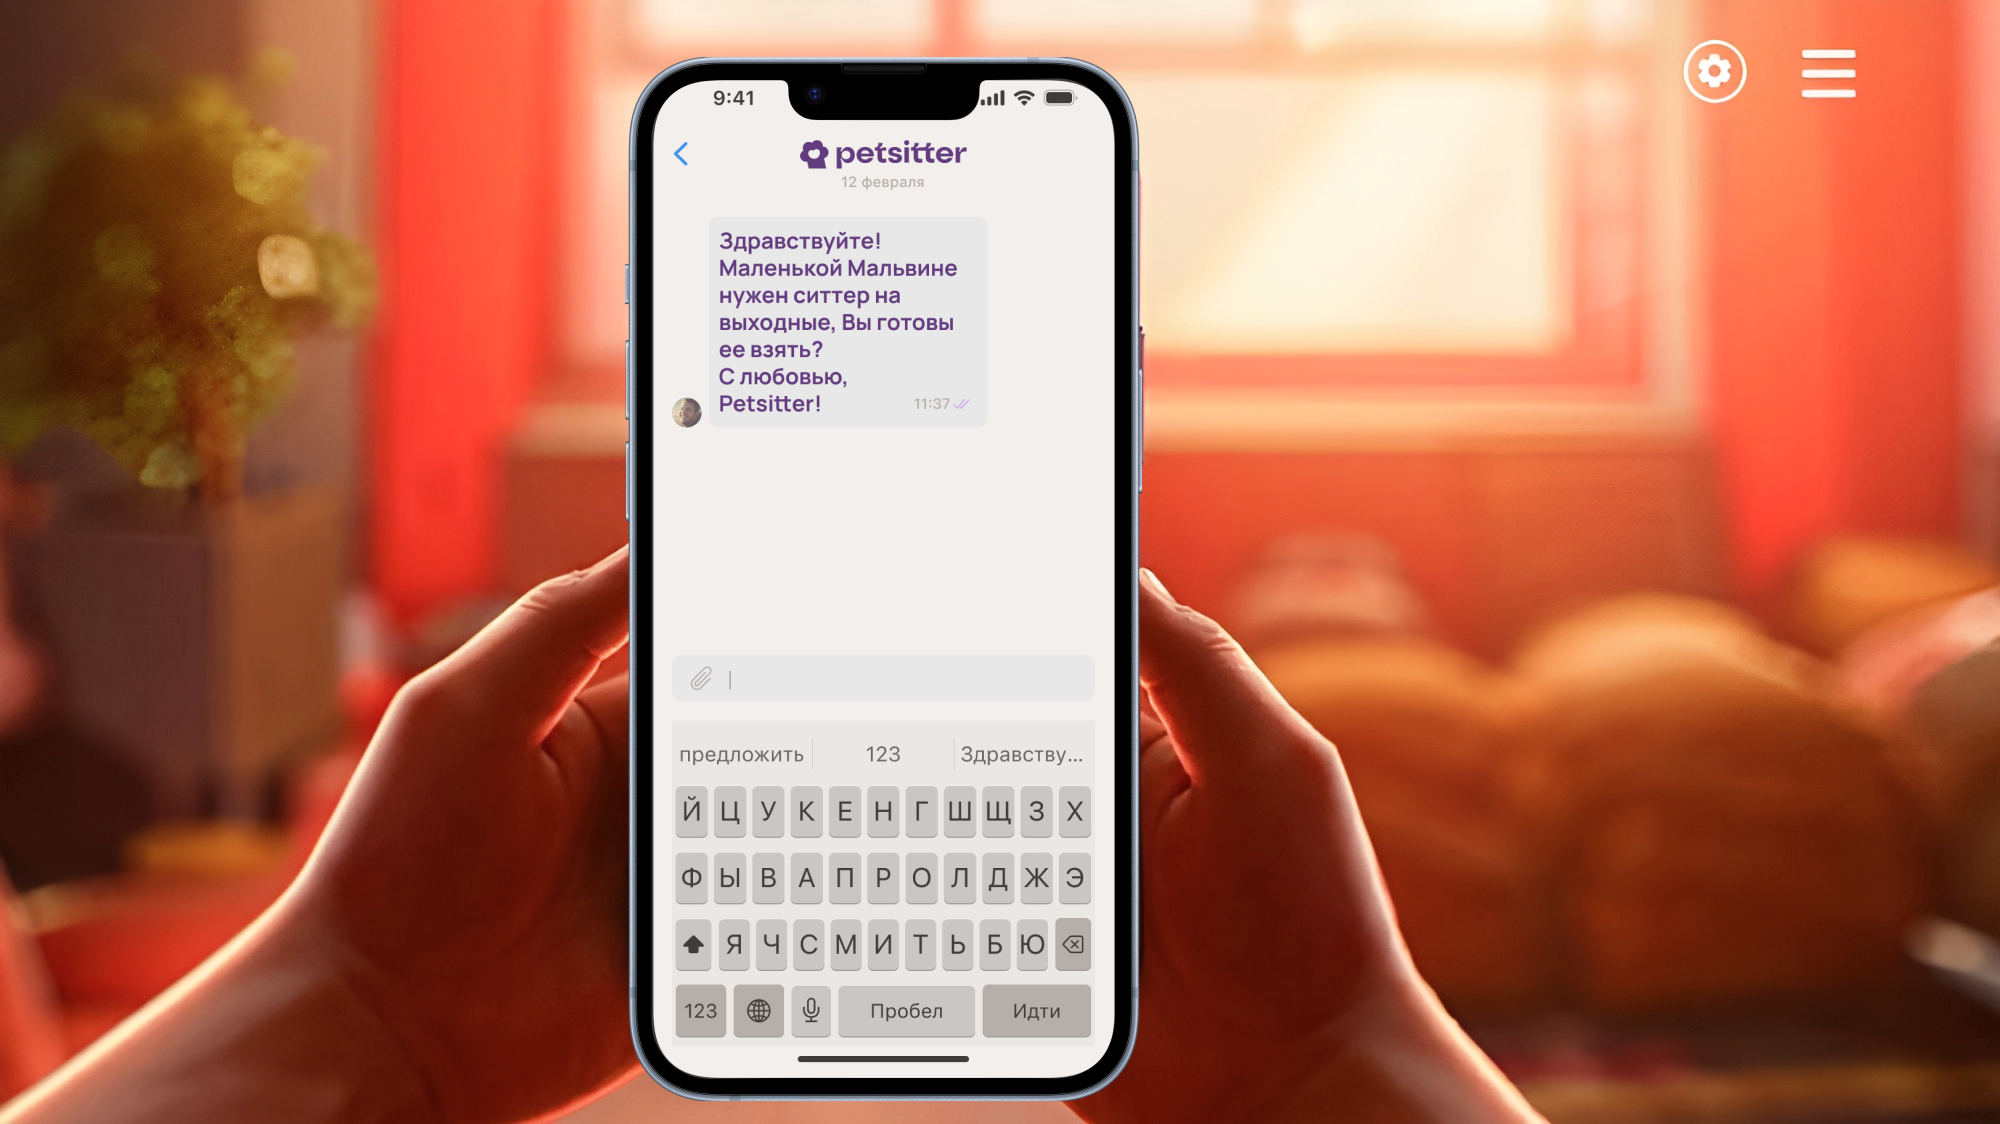 9:41
petsitter
12 февраля
Здравствуйте!
Маленькой Мальвине
нужен ситтер на
выходные, Вы готовы
ее взять?
С любовью,
Petsitter!
11:37
предложить 123 Здравству...
Й Ц У К Е Н Г Ш Щ З Х
Ф Ы В А П Р О Л Д Ж Э
Я Ч С М И Т Ь Б Ю
123 Пробел Идти